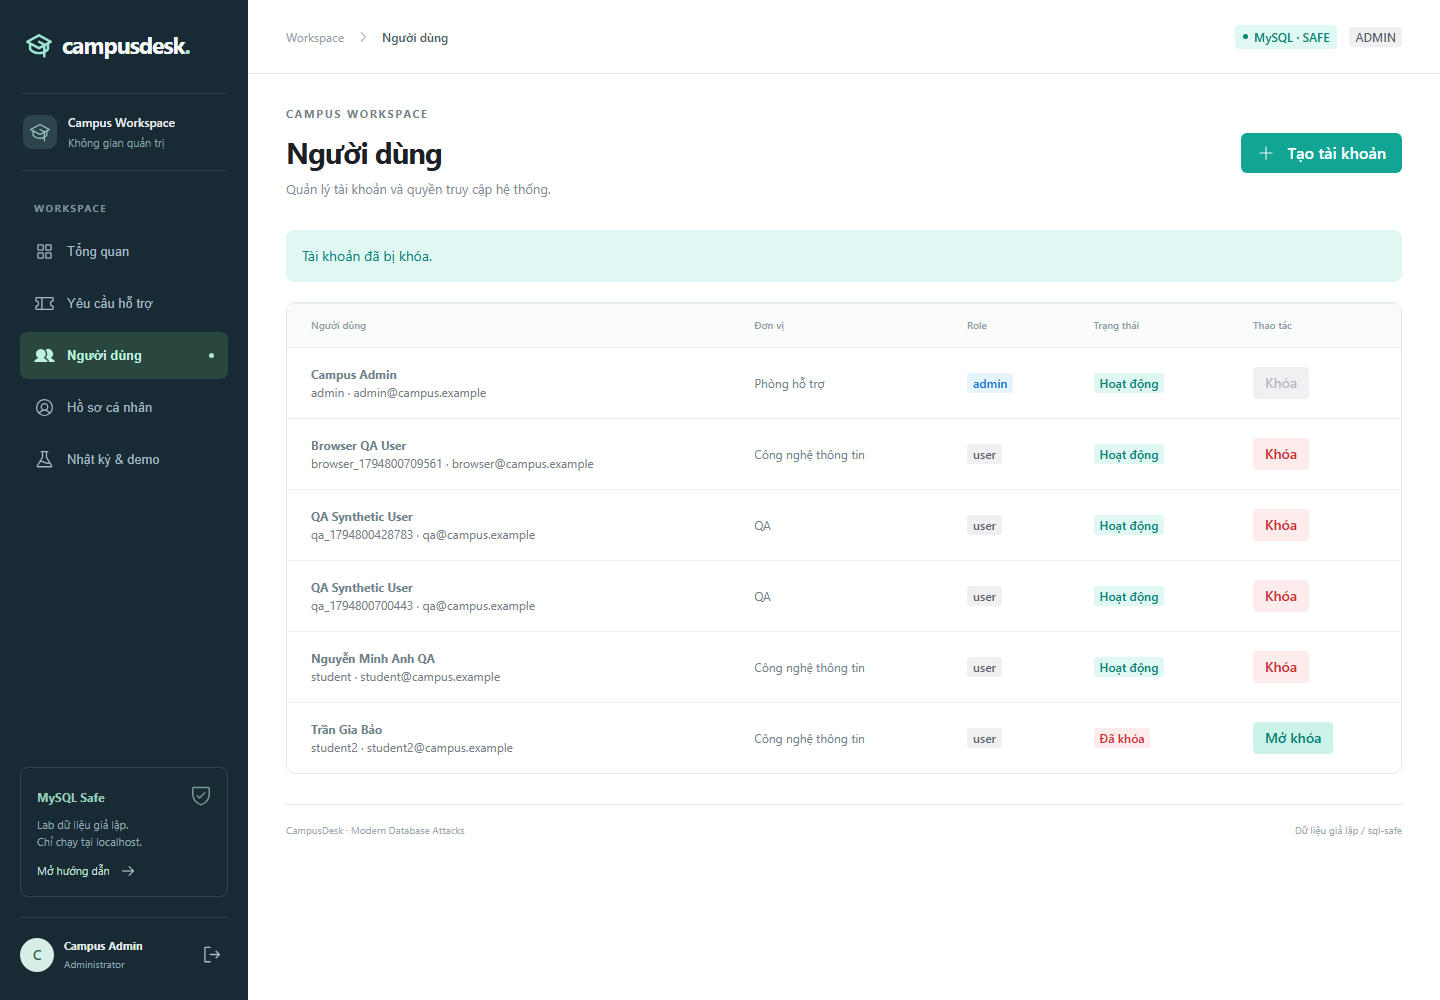 campusdesk.
Campus Workspace
Không gian quản trị
WORKSPACE
Tổng quan
Yêu cầu hỗ trợ
Người dùng
Hồ sơ cá nhân
Nhật ký & demo
MySQL Safe
Lab dữ liệu giả lập.
Chỉ chạy tại localhost.
Mở hướng dẫn
C
Campus Admin
Administrator
Workspace Người dùng
MySQL · SAFE ADMIN
CAMPUS WORKSPACE
Người dùng
Quản lý tài khoản và quyền truy cập hệ thống.
Tạo tài khoản
Tài khoản đã bị khóa.
Người dùng Đơn vị Role Trạng thái Thao tác
Campus Admin
admin · admin@campus.example
Phòng hỗ trợ admin Hoạt động Khóa
Browser QA User
browser_1794800709561 · browser@campus.example
Công nghệ thông tin user Hoạt động Khóa
QA Synthetic User
qa_1794800428783 · qa@campus.example
QA user Hoạt động Khóa
QA Synthetic User
qa_1794800700443 · qa@campus.example
QA user Hoạt động Khóa
Nguyễn Minh Anh QA
student · student@campus.example
Công nghệ thông tin user Hoạt động Khóa
Trần Gia Bảo
student2 · student2@campus.example
Công nghệ thông tin user Đã khóa Mở khóa
CampusDesk · Modern Database Attacks
Dữ liệu giả lập / sql-safe